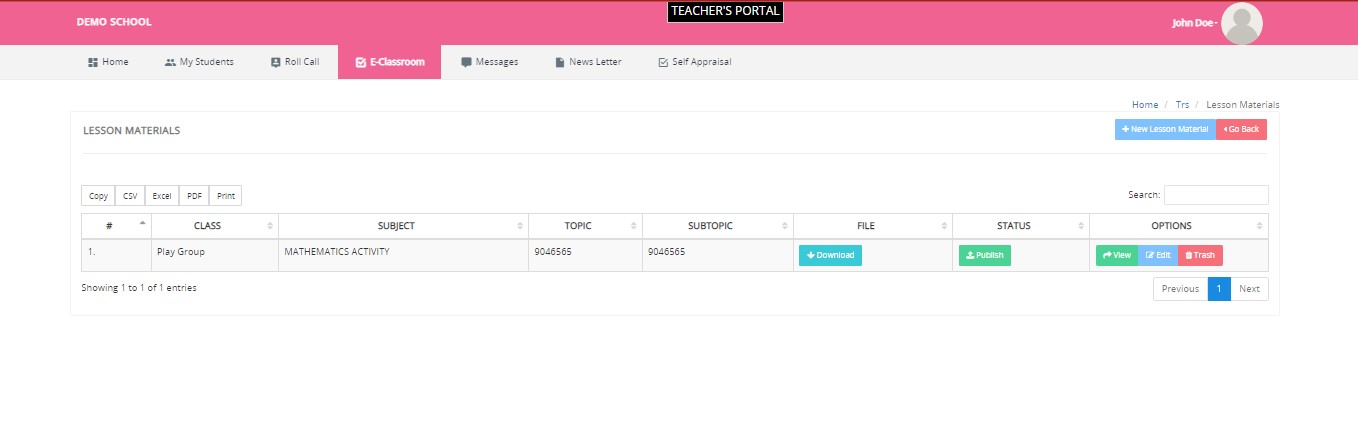 TEACHER'S PORTAL
DEMO SCHOOL
John Doe -
Home My Students Roll Call E-Classroom Messages News Letter Self Appraisal
Home / Trs / Lesson Materials
LESSON MATERIALS
New Lesson Material Go Back
Copy CSV Excel PDF Print
Search:
# CLASS SUBJECT TOPIC SUBTOPIC FILE STATUS OPTIONS
1. Play Group MATHEMATICS ACTIVITY 9046565 9046565 Download Publish View Edit Trash
Showing 1 to 1 of 1 entries
Previous 1 Next